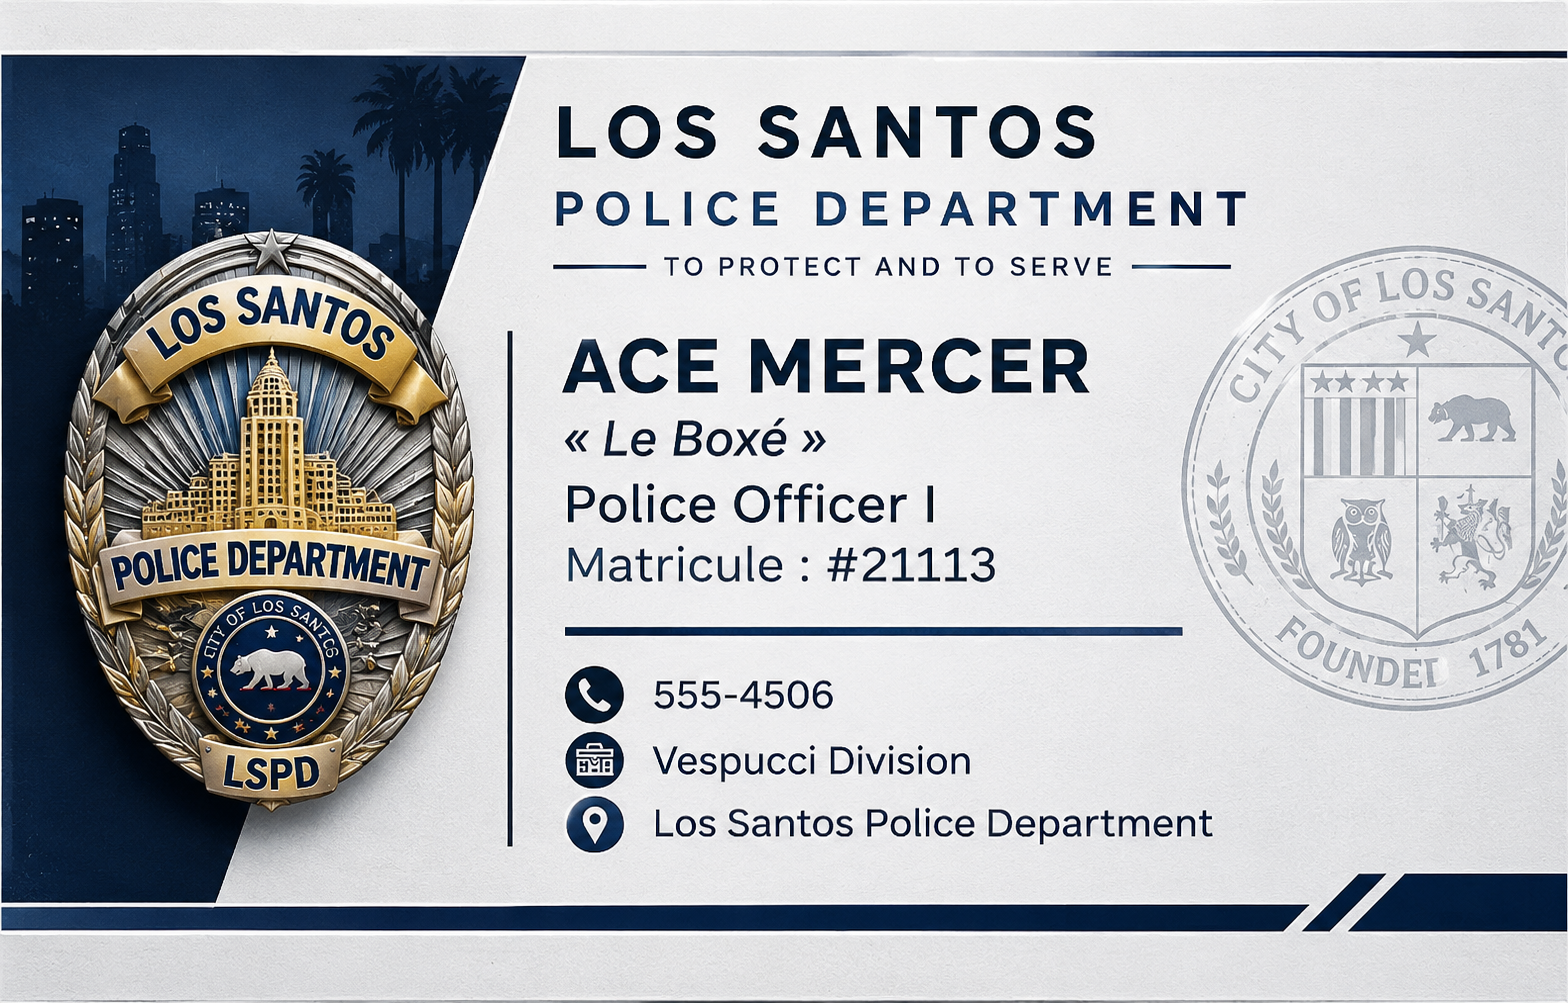 LOS SANTOS
POLICE DEPARTMENT
TO PROTECT AND TO SERVE
LOS SANTOS
POLICE DEPARTMENT
CITY OF LOS SANTOS
LSPD
ACE MERCER
« Le Boxé »
Police Officer I
Matricule : #21113
555-4506
Vespucci Division
Los Santos Police Department
CITY OF LOS SANTO
FOUNDET 1781